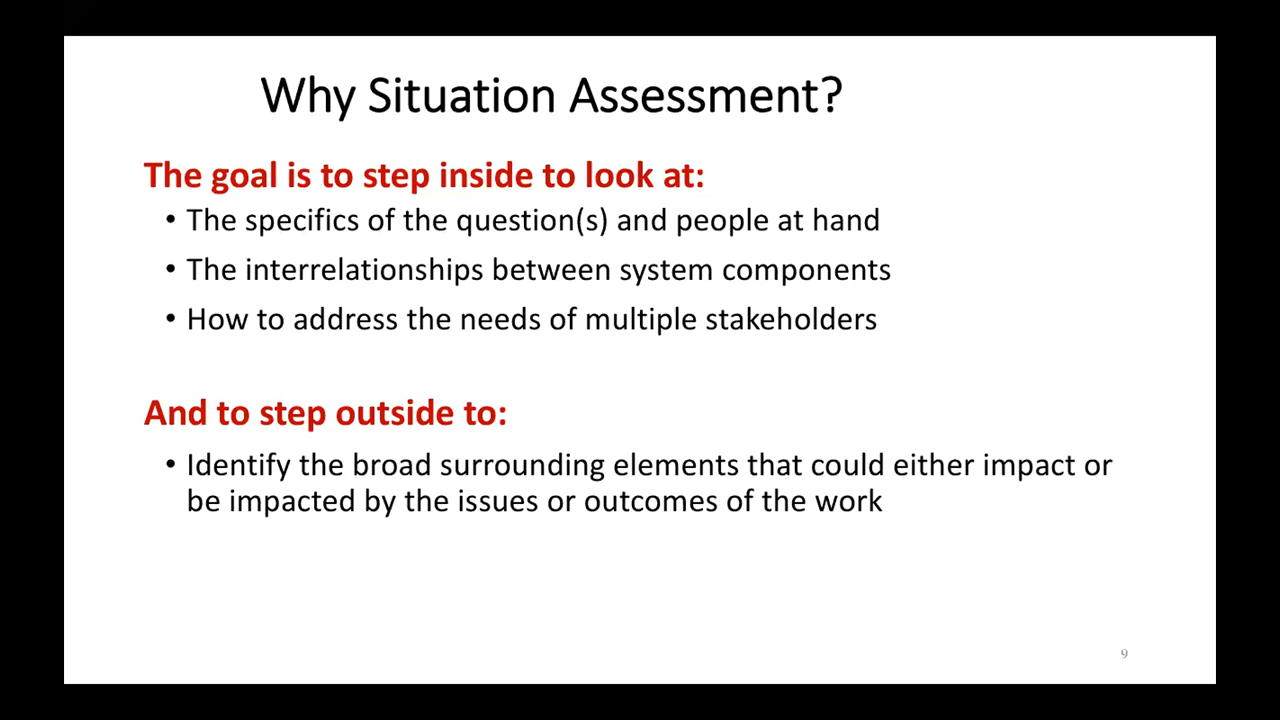 Why Situation Assessment?
The goal is to step inside to look at:
• The specifics of the question(s) and people at hand
• The interrelationships between system components
• How to address the needs of multiple stakeholders
And to step outside to:
• Identify the broad surrounding elements that could either impact or
be impacted by the issues or outcomes of the work
9